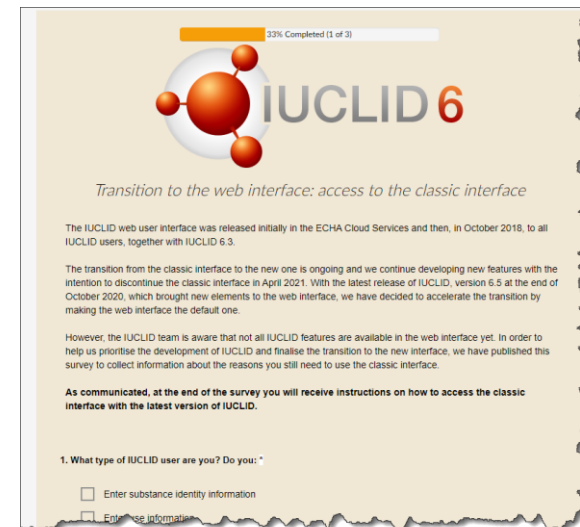 33% Completed (1 of 3)
IUCLID 6
Transition to the web interface: access to the classic interface
The IUCLID web user interface was released initially in the ECHA Cloud Services and then, in October 2018, to all
IUCLID users, together with IUCLID 6.3.
The transition from the classic interface to the new one is ongoing and we continue developing new features with the
intention to discontinue the classic interface in April 2021. With the latest release of IUCLID, version 6.5 at the end of
October 2020, which brought new elements to the web interface, we have decided to accelerate the transition by
making the web interface the default one.
However, the IUCLID team is aware that not all IUCLID features are available in the web interface yet. In order to
help us prioritise the development of IUCLID and finalise the transition to the new interface, we have published this
survey to collect information about the reasons you still need to use the classic interface.
As communicated, at the end of the survey you will receive instructions on how to access the classic
interface with the latest version of IUCLID.
1. What type of IUCLID user are you? Do you: *
Enter substance identity information
Enter use information